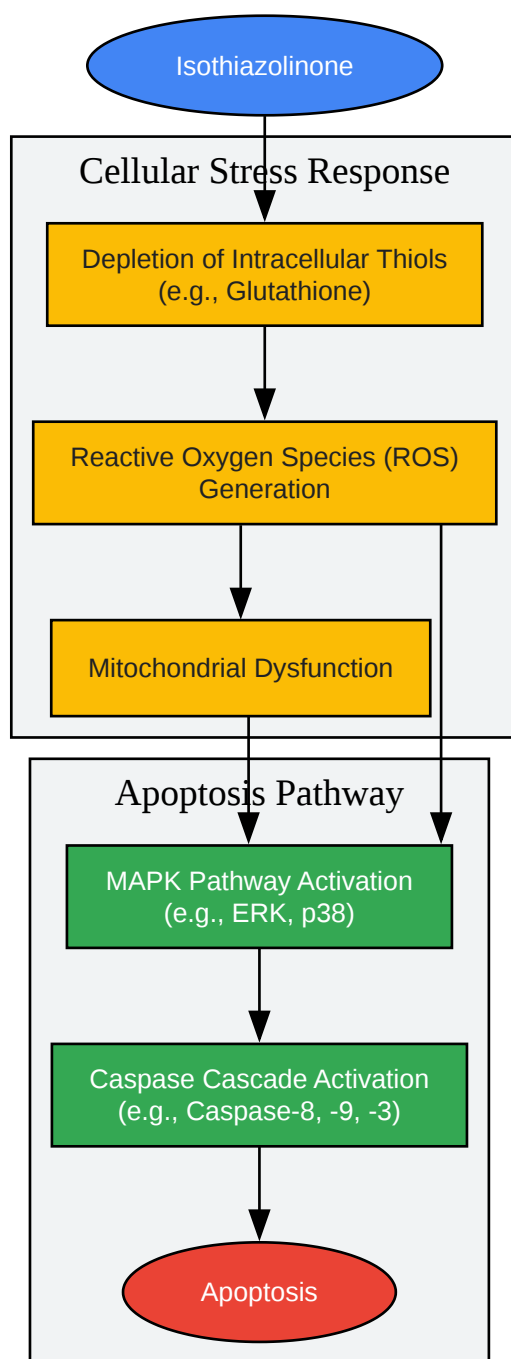 Isothiazolinone
Cellular Stress Response
Depletion of Intracellular Thiols
(e.g., Glutathione)
Reactive Oxygen Species (ROS)
Generation
Mitochondrial Dysfunction
Apoptosis Pathway
MAPK Pathway Activation
(e.g., ERK, p38)
Caspase Cascade Activation
(e.g., Caspase-8, -9, -3)
Apoptosis